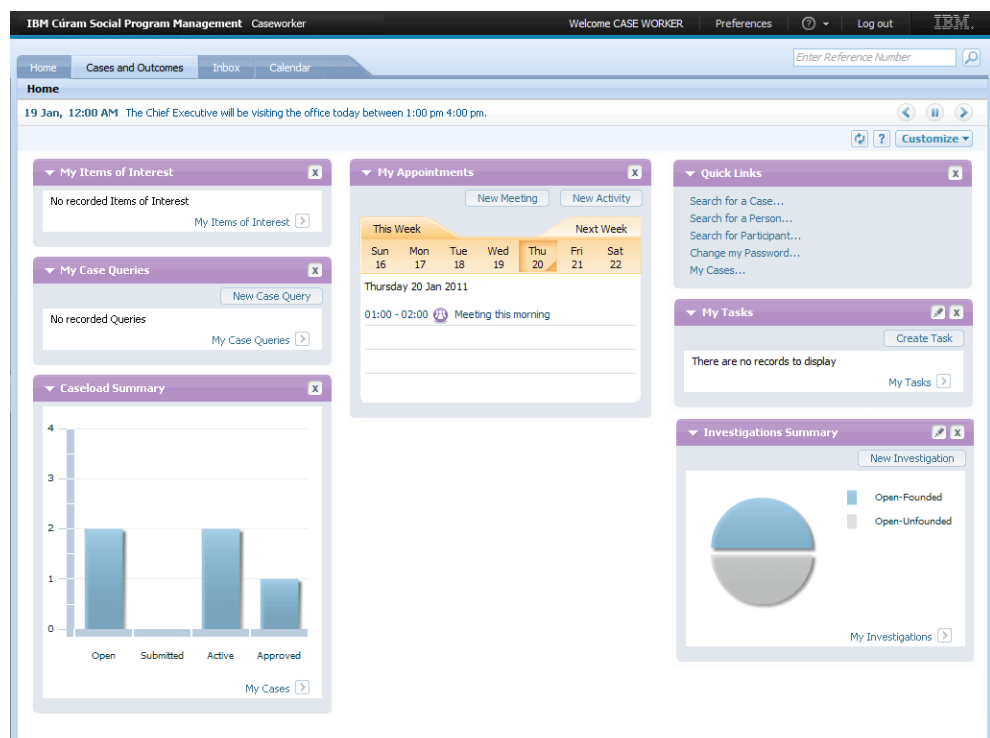 IBM Cúram Social Program Management Caseworker
Welcome CASE WORKER Preferences ? Log out IBM.
Home Cases and Outcomes Inbox Calendar
Enter Reference Number
Home
19 Jan, 12:00 AM The Chief Executive will be visiting the office today between 1:00 pm 4:00 pm.
? Customize
My Items of Interest X
No recorded Items of Interest
My Items of Interest
My Case Queries X
New Case Query
No recorded Queries
My Case Queries
Caseload Summary X
4
3
2
1
0
Open Submitted Active Approved
My Cases
My Appointments X
New Meeting New Activity
This Week Next Week
Sun Mon Tue Wed Thu Fri Sat
16 17 18 19 20 21 22
Thursday 20 Jan 2011
01:00 - 02:00 Meeting this morning
Quick Links X
Search for a Case...
Search for a Person...
Search for Participant...
Change my Password...
My Cases...
My Tasks X
Create Task
There are no records to display
My Tasks
Investigations Summary X
New Investigation
Open-Founded
Open-Unfounded
My Investigations